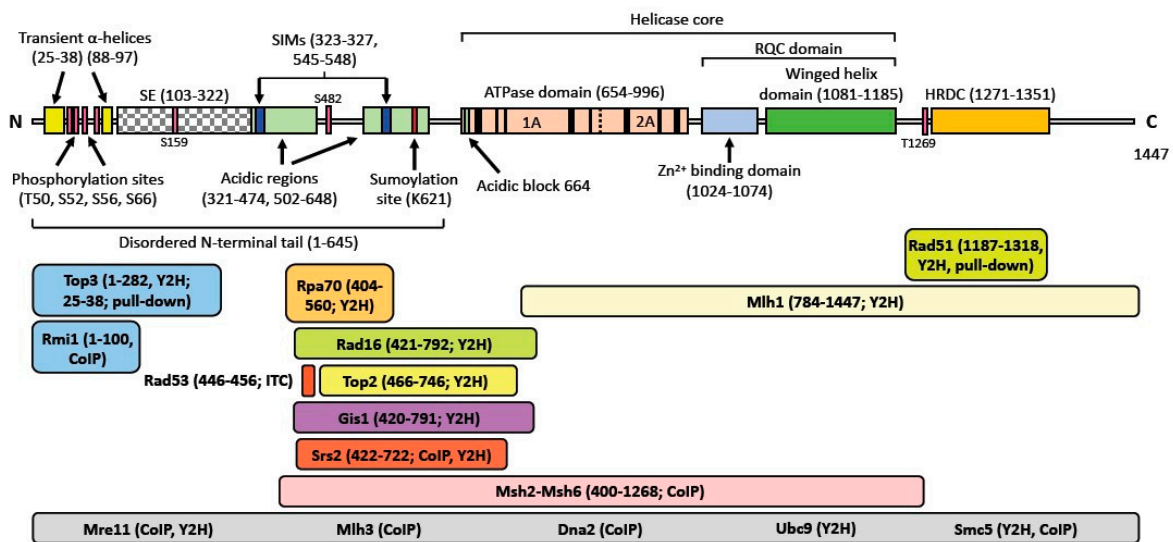 Helicase core
Transient α-helices
(25-38) (88-97)
SIMs (323-327,
545-548)
RQC domain
Winged helix
domain (1081-1185)
SE (103-322)
S482
ATPase domain (654-996)
HRDC (1271-1351)
N
1A
2A
C
S159
T1269
1447
Phosphorylation sites
(T50, S52, S56, S66)
Acidic regions
(321-474, 502-648)
Sumoylation
site (K621)
Acidic block 664
Zn²⁺ binding domain
(1024-1074)
Disordered N-terminal tail (1-645)
Rad51 (1187-1318,
Y2H, pull-down)
Top3 (1-282, Y2H;
25-38; pull-down)
Rpa70 (404-
560; Y2H)
Mlh1 (784-1447; Y2H)
Rmi1 (1-100,
CoIP)
Rad16 (421-792; Y2H)
Rad53 (446-456; ITC)
Top2 (466-746; Y2H)
Gis1 (420-791; Y2H)
Srs2 (422-722; CoIP, Y2H)
Msh2-Msh6 (400-1268; CoIP)
Mre11 (CoIP, Y2H)
Mlh3 (CoIP)
Dna2 (CoIP)
Ubc9 (Y2H)
Smc5 (Y2H, CoIP)